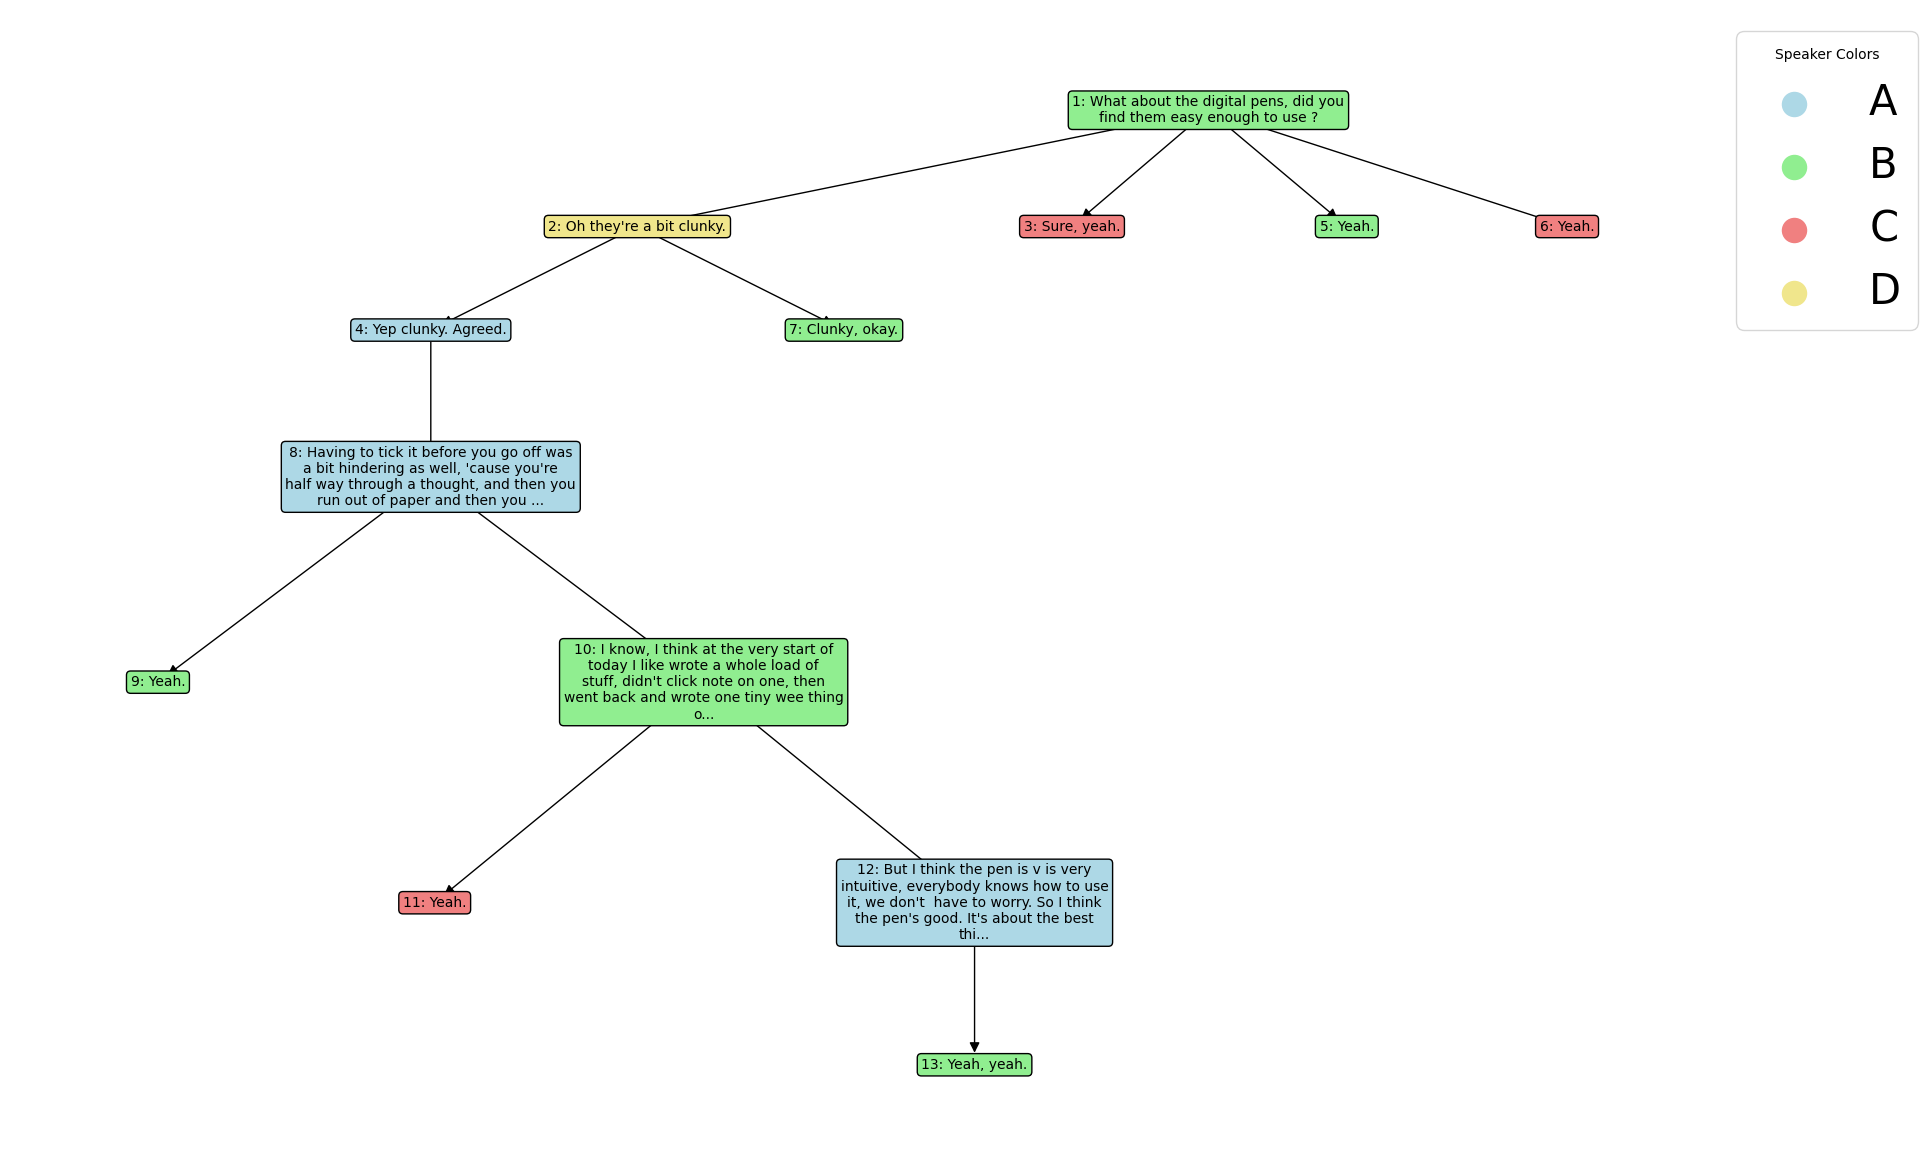 Speaker Colors
A
B
C
D
1: What about the digital pens, did you
find them easy enough to use ?
2: Oh they're a bit clunky.
3: Sure, yeah.
5: Yeah.
6: Yeah.
4: Yep clunky. Agreed.
7: Clunky, okay.
8: Having to tick it before you go off was
a bit hindering as well, 'cause you're
half way through a thought, and then you
run out of paper and then you ...
9: Yeah.
10: I know, I think at the very start of
today I like wrote a whole load of
stuff, didn't click note on one, then
went back and wrote one tiny wee thing
o...
11: Yeah.
12: But I think the pen is v is very
intuitive, everybody knows how to use
it, we don't  have to worry. So I think
the pen's good. It's about the best
thi...
13: Yeah, yeah.